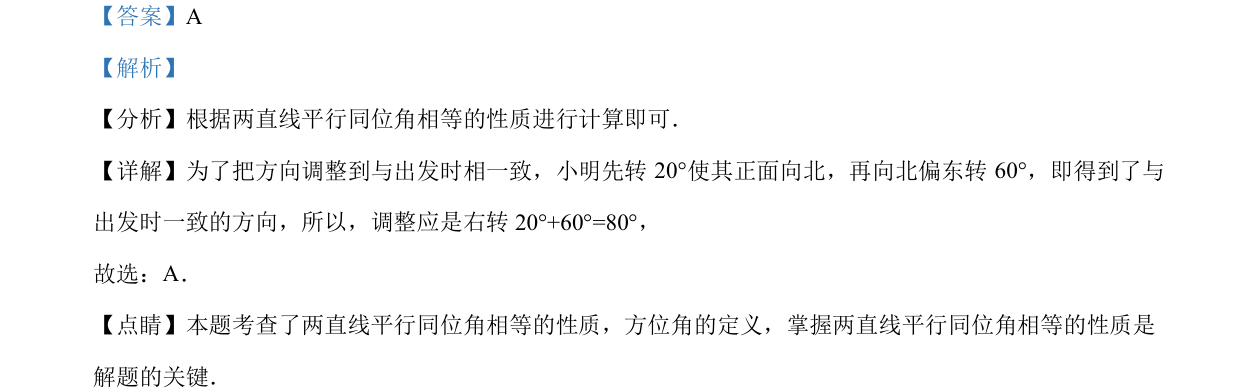 【答案】A
【解析】
【分析】根据两直线平行同位角相等的性质进行计算即可．
【详解】为了把方向调整到与出发时相一致，小明先转 20°使其正面向北，再向北偏东转 60°，即得到了与
出发时一致的方向，所以，调整应是右转 20°+60°=80°，
故选：A．
【点睛】本题考查了两直线平行同位角相等的性质，方位角的定义，掌握两直线平行同位角相等的性质是
解题的关键．